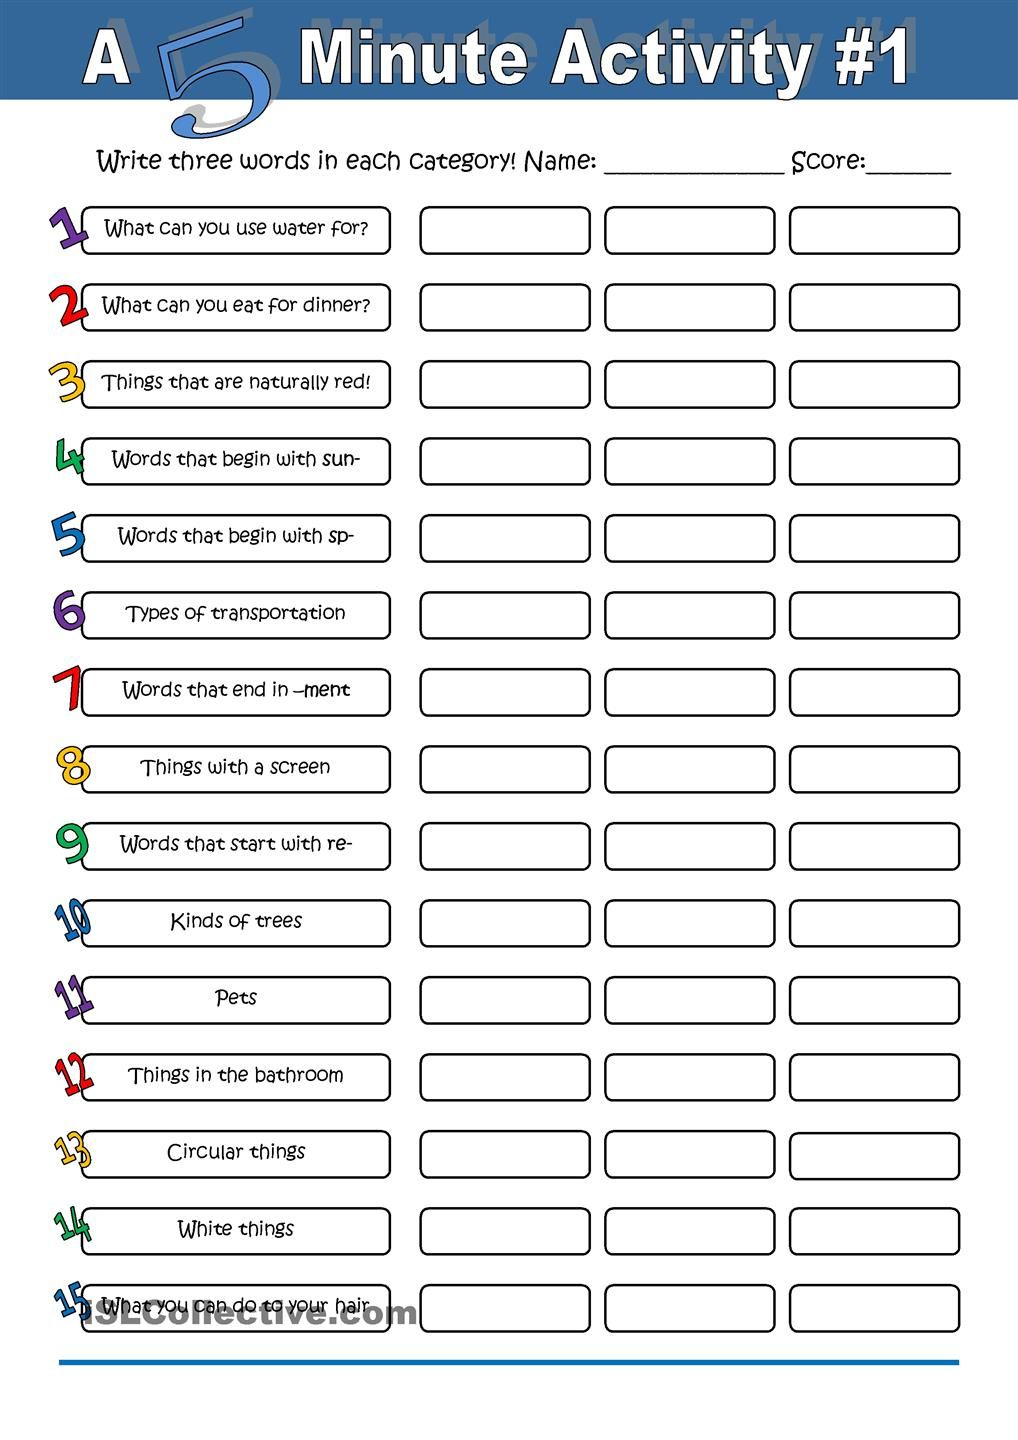 A 5 Minute Activity #1
Write three words in each category! Name: ______________ Score:_______
1 What can you use water for?
2 What can you eat for dinner?
3 Things that are naturally red!
4 Words that begin with sun-
5 Words that begin with sp-
6 Types of transportation
7 Words that end in –ment
8 Things with a screen
9 Words that start with re-
10 Kinds of trees
11 Pets
12 Things in the bathroom
13 Circular things
14 White things
15 What you can do to your hair
iSLCollective.com